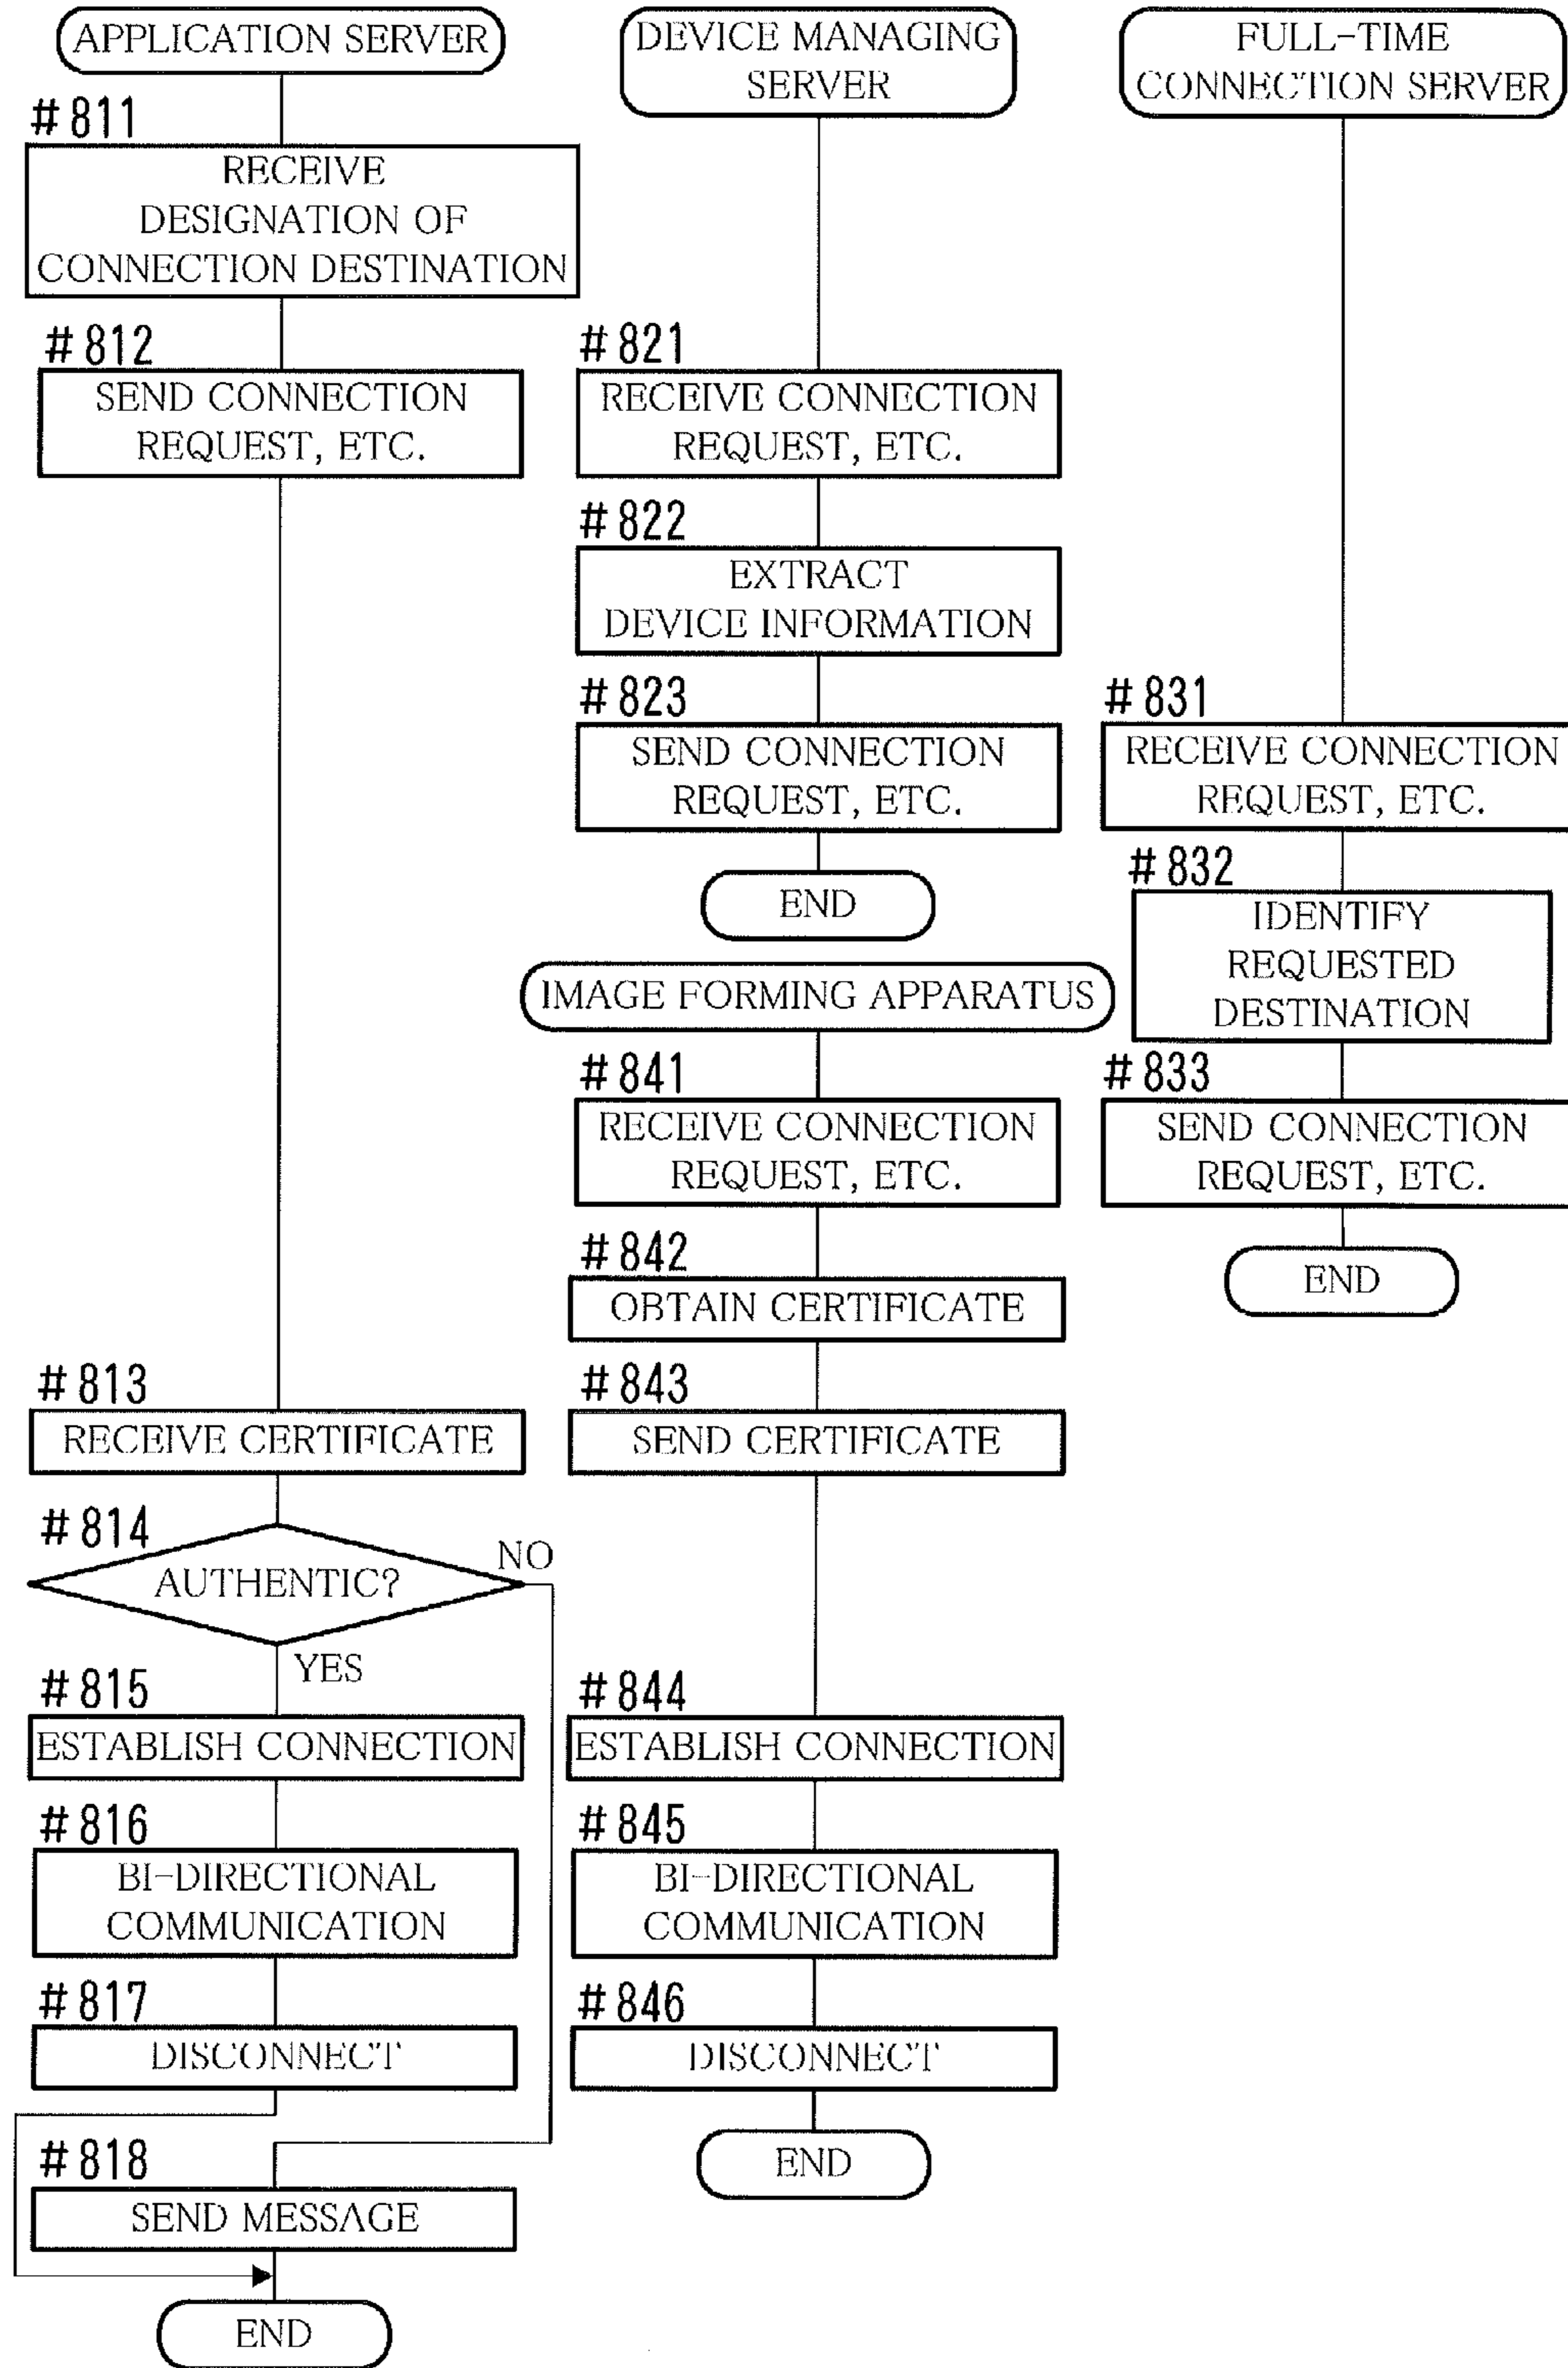 APPLICATION SERVER
#811
RECEIVE
DESIGNATION OF
CONNECTION DESTINATION
#812
SEND CONNECTION
REQUEST, ETC.
#813
RECEIVE CERTIFICATE
#814
AUTHENTIC?
NO
YES
#815
ESTABLISH CONNECTION
#816
BI-DIRECTIONAL
COMMUNICATION
#817
DISCONNECT
#818
SEND MESSAGE
END
DEVICE MANAGING
SERVER
#821
RECEIVE CONNECTION
REQUEST, ETC.
#822
EXTRACT
DEVICE INFORMATION
#823
SEND CONNECTION
REQUEST, ETC.
END
IMAGE FORMING APPARATUS
#841
RECEIVE CONNECTION
REQUEST, ETC.
#842
OBTAIN CERTIFICATE
#843
SEND CERTIFICATE
#844
ESTABLISH CONNECTION
#845
BI-DIRECTIONAL
COMMUNICATION
#846
DISCONNECT
END
FULL-TIME
CONNECTION SERVER
#831
RECEIVE CONNECTION
REQUEST, ETC.
#832
IDENTIFY
REQUESTED
DESTINATION
#833
SEND CONNECTION
REQUEST, ETC.
END